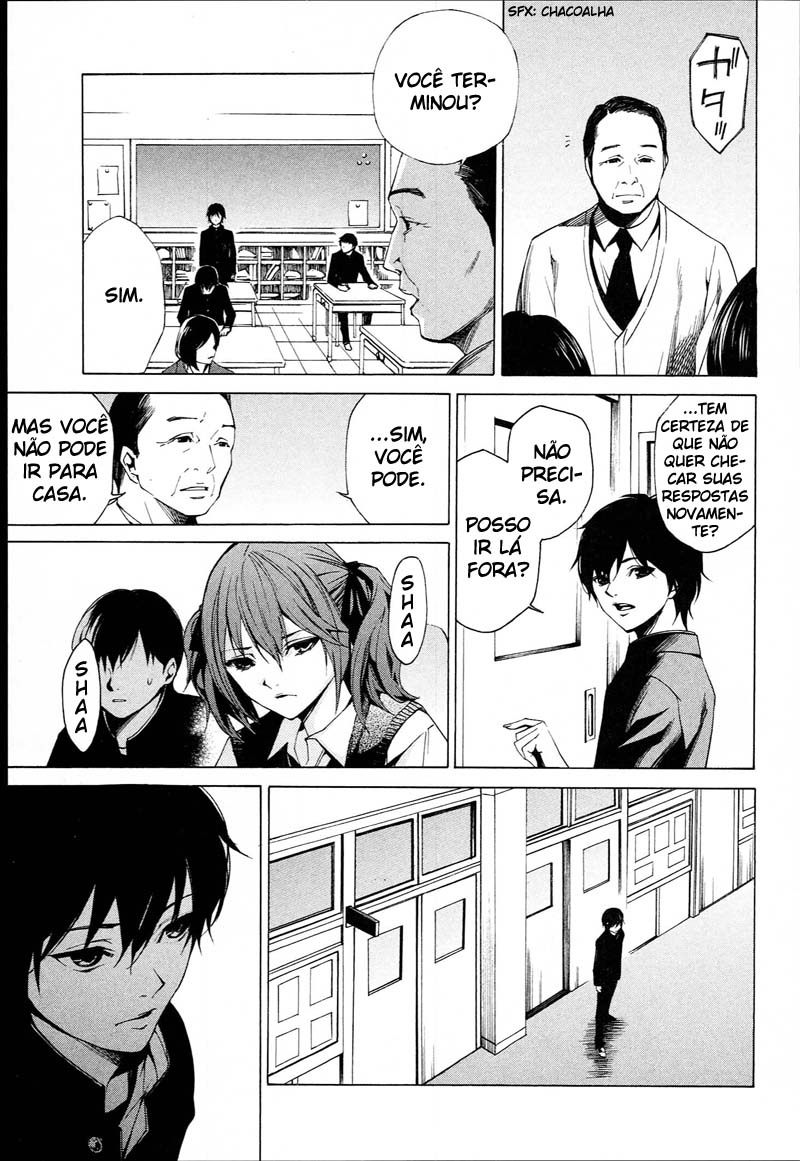 SFX: CHACOALHA
ガタッ
VOCÊ TER-
MINOU?
SIM.
...TEM
CERTEZA DE
QUE NÃO
QUER CHE-
CAR SUAS
RESPOSTAS
NOVAMEN-
TE?
NÃO
PRECI-
SA.
POSSO
IR LÁ
FORA?
...SIM,
VOCÊ
PODE.
MAS VOCÊ
NÃO PODE
IR PARA
CASA.
SHAA
SHAA